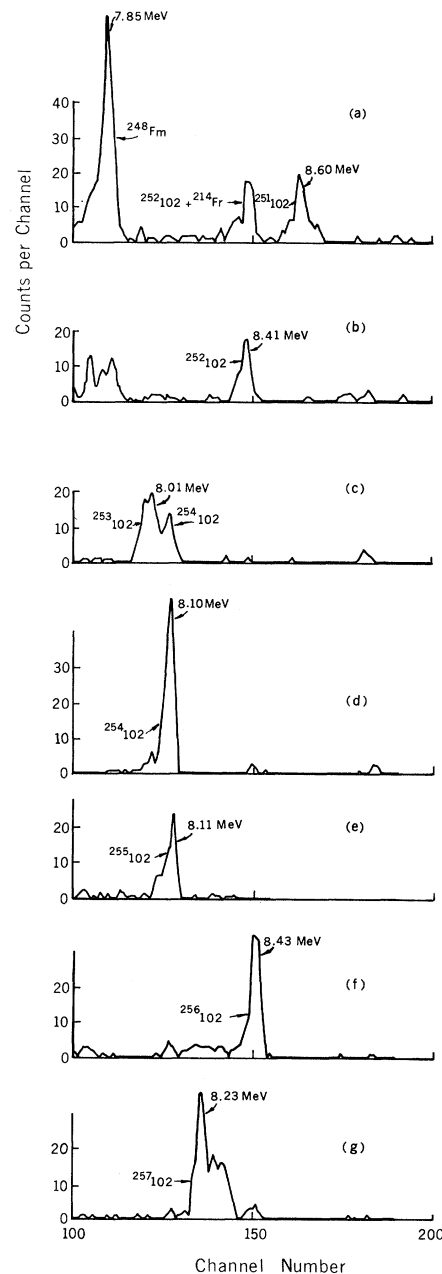 Counts per Channel
7.85 MeV
40
30
20
10
0
²⁴⁸Fm
(a)
²⁵²102 + ²¹⁴Fr
²⁵¹102
8.60 MeV
20
10
0
(b)
²⁵²102
8.41 MeV
20
10
0
(c)
²⁵³102
8.01 MeV
²⁵⁴102
30
20
10
0
(d)
8.10 MeV
²⁵⁴102
20
10
0
(e)
8.11 MeV
²⁵⁵102
150
200
20
10
0
(f)
8.43 MeV
²⁵⁶102
20
10
0
(g)
8.23 MeV
²⁵⁷102
100
150
200
Channel Number